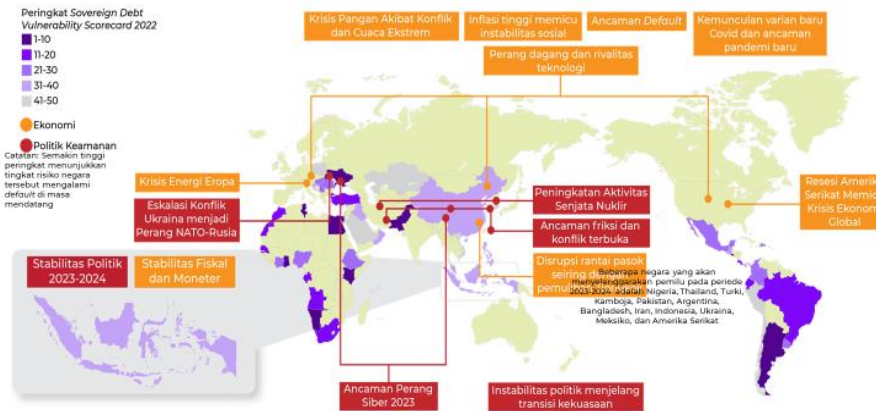 Peringkat Sovereign Debt
Vulnerability Scorecard 2022
1-10
11-20
21-30
31-40
41-50
Ekonomi
Politik Keamanan
Catatan: Semakin tinggi
peringkat menunjukkan
tingkat risiko negara
tersebut mengalami
default di masa
mendatang
Krisis Pangan Akibat Konflik
dan Cuaca Ekstrem
Inflasi tinggi memicu
instabilitas sosial
Ancaman Default
Kemunculan varian baru
Covid dan ancaman
pandemi baru
Perang dagang dan rivalitas
teknologi
Krisis Energi Eropa
Eskalasi Konflik
Ukraina menjadi
Perang NATO-Rusia
Peningkatan Aktivitas
Senjata Nuklir
Ancaman friksi dan
konflik terbuka
Resesi Amerika
Serikat Memic
Krisis Ekonom
Global
Stabilitas Politik
2023-2024
Stabilitas Fiskal
dan Moneter
Disrupsi rantai pasok
seiring
Beberapa negara yang akan
menyelenggarakan pemilu pada periode
2023-2024 adalah Nigeria, Thailand, Turki,
Kamboja, Pakistan, Argentina,
Bangladesh, Iran, Indonesia, Ukraina,
Meksiko, dan Amerika Serikat
Ancaman Perang
Siber 2023
Instabilitas politik menjelang
transisi kekuasaan